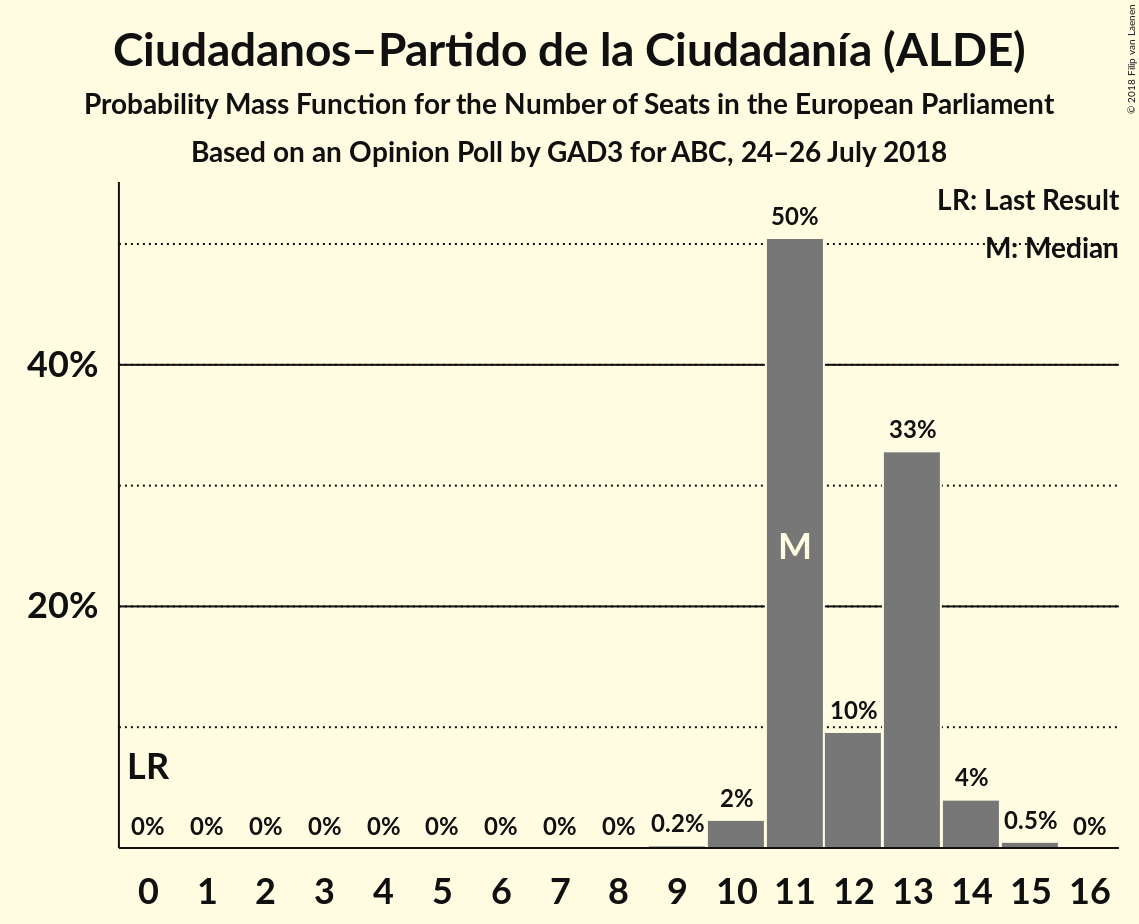 Ciudadanos–Partido de la Ciudadanía (ALDE)
Probability Mass Function for the Number of Seats in the European Parliament
Based on an Opinion Poll by GAD3 for ABC, 24–26 July 2018
© 2018 Filip van Laenen
LR: Last Result
M: Median
50%
40%
33%
M
20%
10%
LR
4%
2%
0% 0% 0% 0% 0% 0% 0% 0% 0% 0.2% 0.5% 0%
0 1 2 3 4 5 6 7 8 9 10 11 12 13 14 15 16